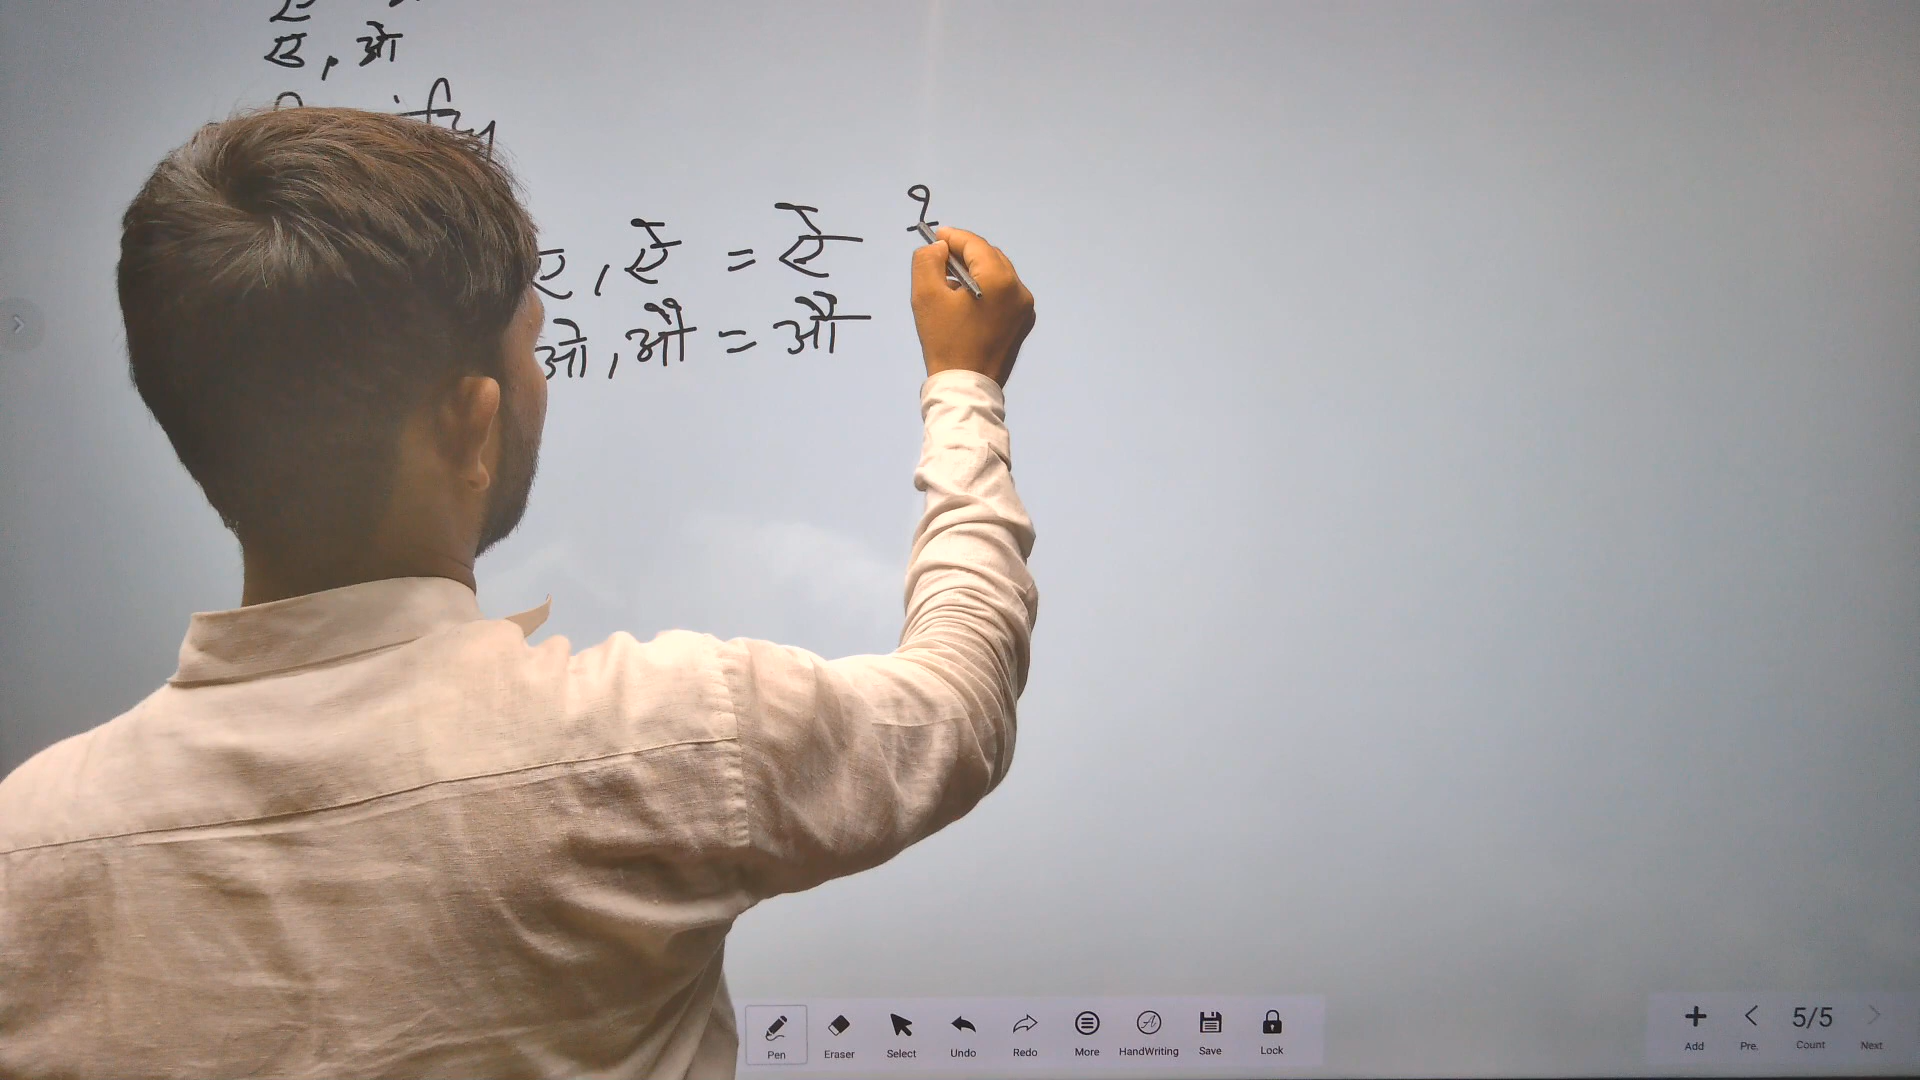 ए, ओ
ए, ऐ = ऐ
ओ, औ = औ
Pen Eraser Select Undo Redo More HandWriting Save Lock
Add Pre. 5/5 Count Next